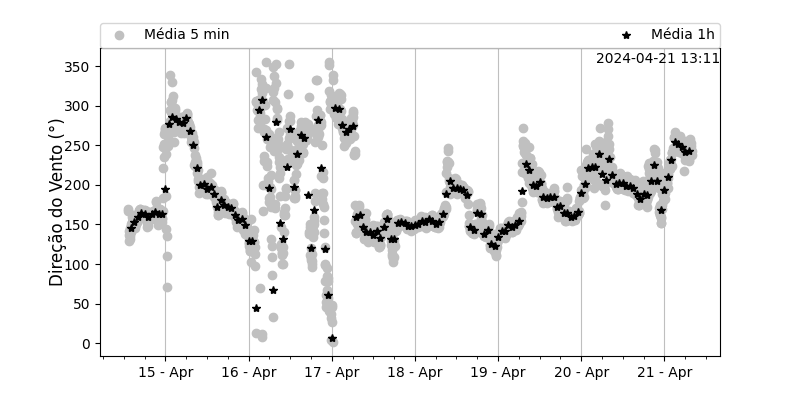 Média 5 min
Média 1h
2024-04-21 13:11
Direção do Vento (°)
350
300
250
200
150
100
50
0
15 - Apr
16 - Apr
17 - Apr
18 - Apr
19 - Apr
20 - Apr
21 - Apr